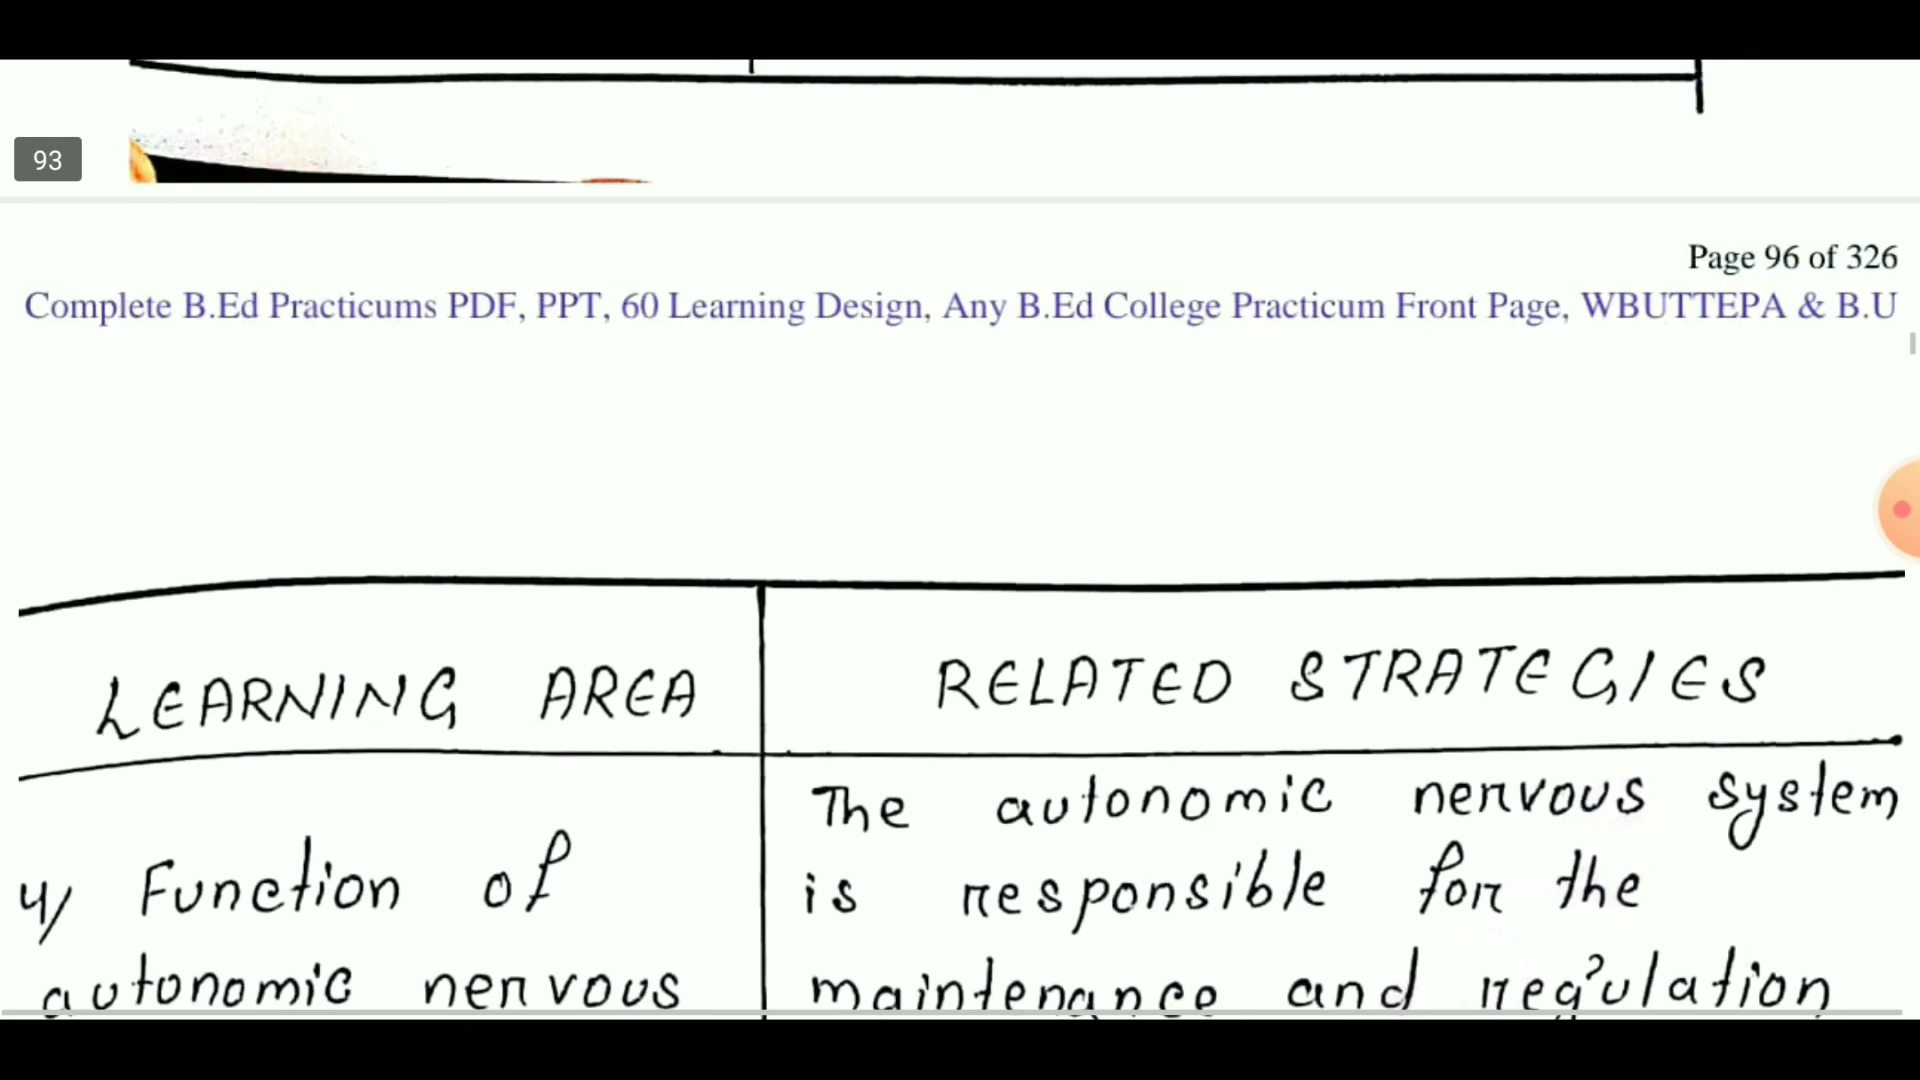 93
Page 96 of 326
Complete B.Ed Practicums PDF, PPT, 60 Learning Design, Any B.Ed College Practicum Front Page, WBUTTEPA & B.U
LEARNING AREA
RELATED STRATEGIES
4/ Function of
autonomic nervous
The autonomic nervous system
is responsible for the
maintenance and regulation